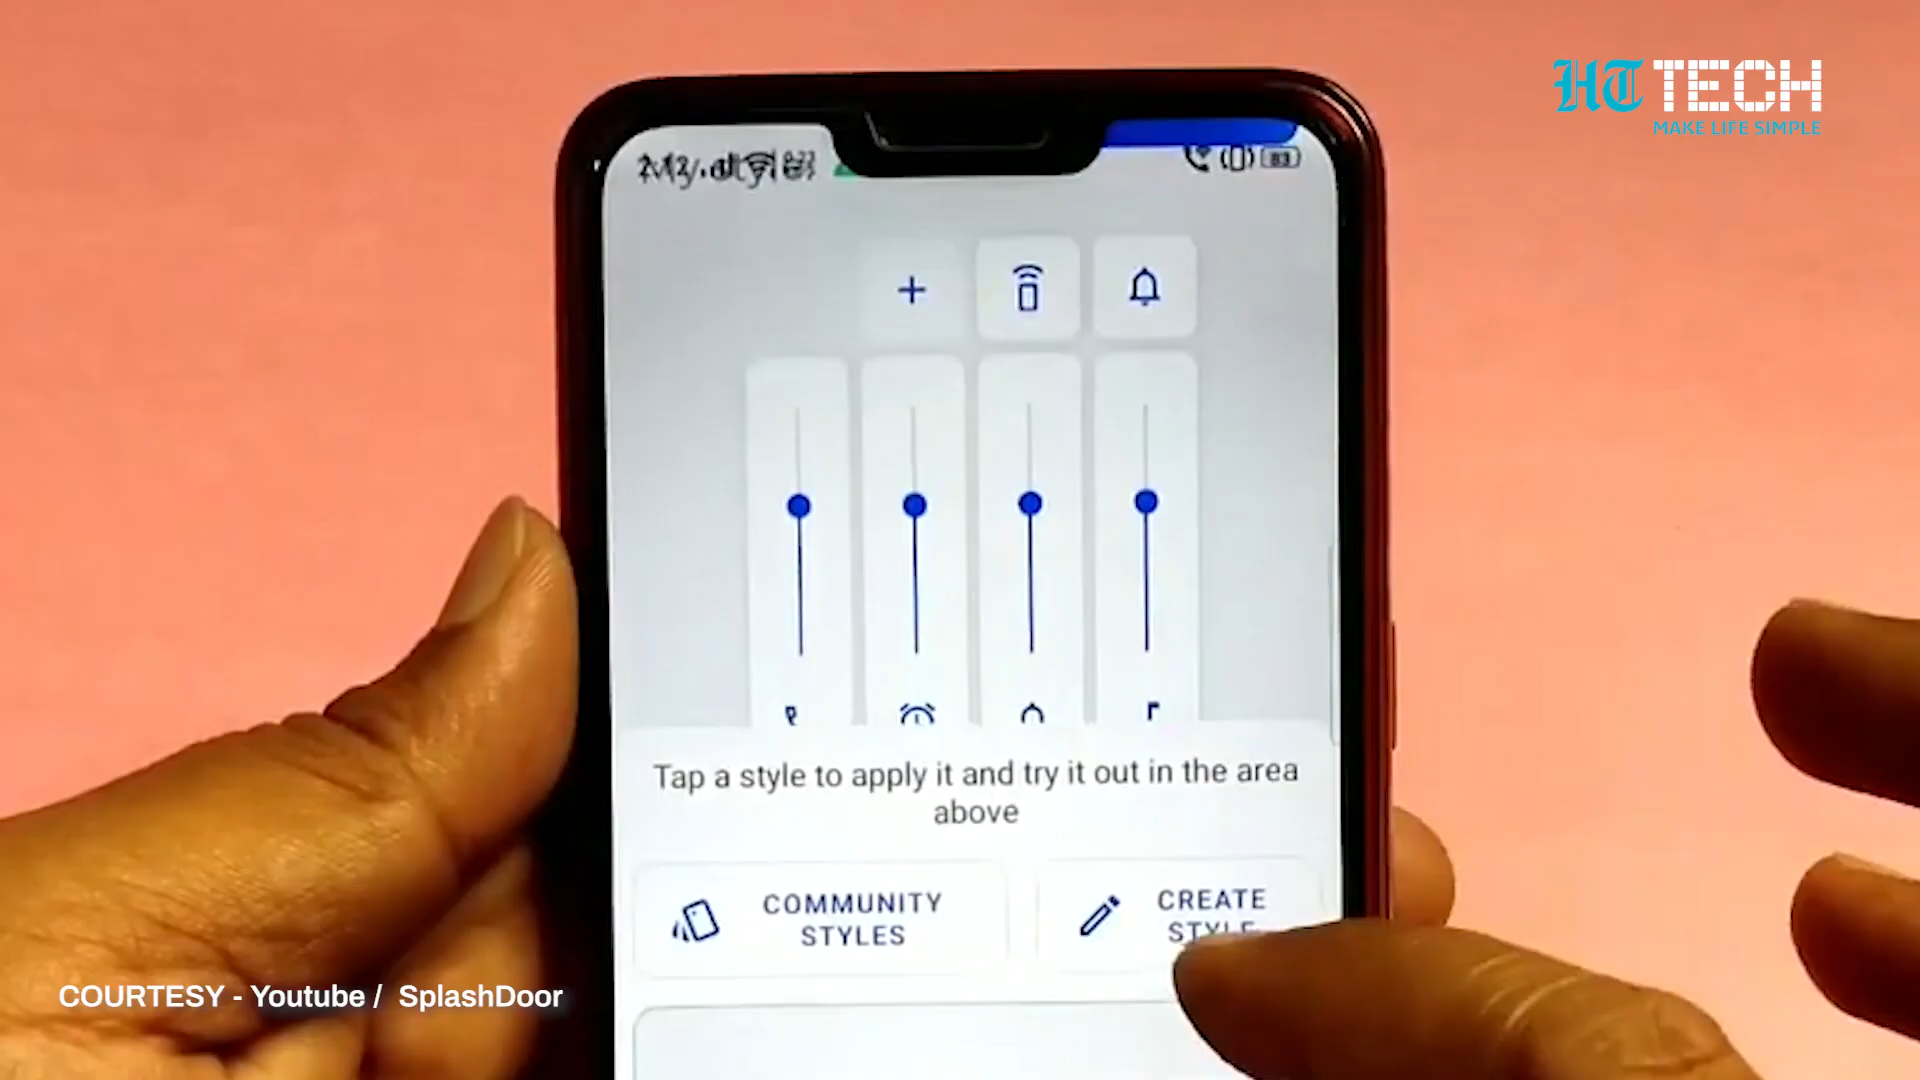 HT TECH
MAKE LIFE SIMPLE
83
Tap a style to apply it and try it out in the area
above
COMMUNITY
STYLES
CREATE
STYLE
COURTESY - Youtube / SplashDoor